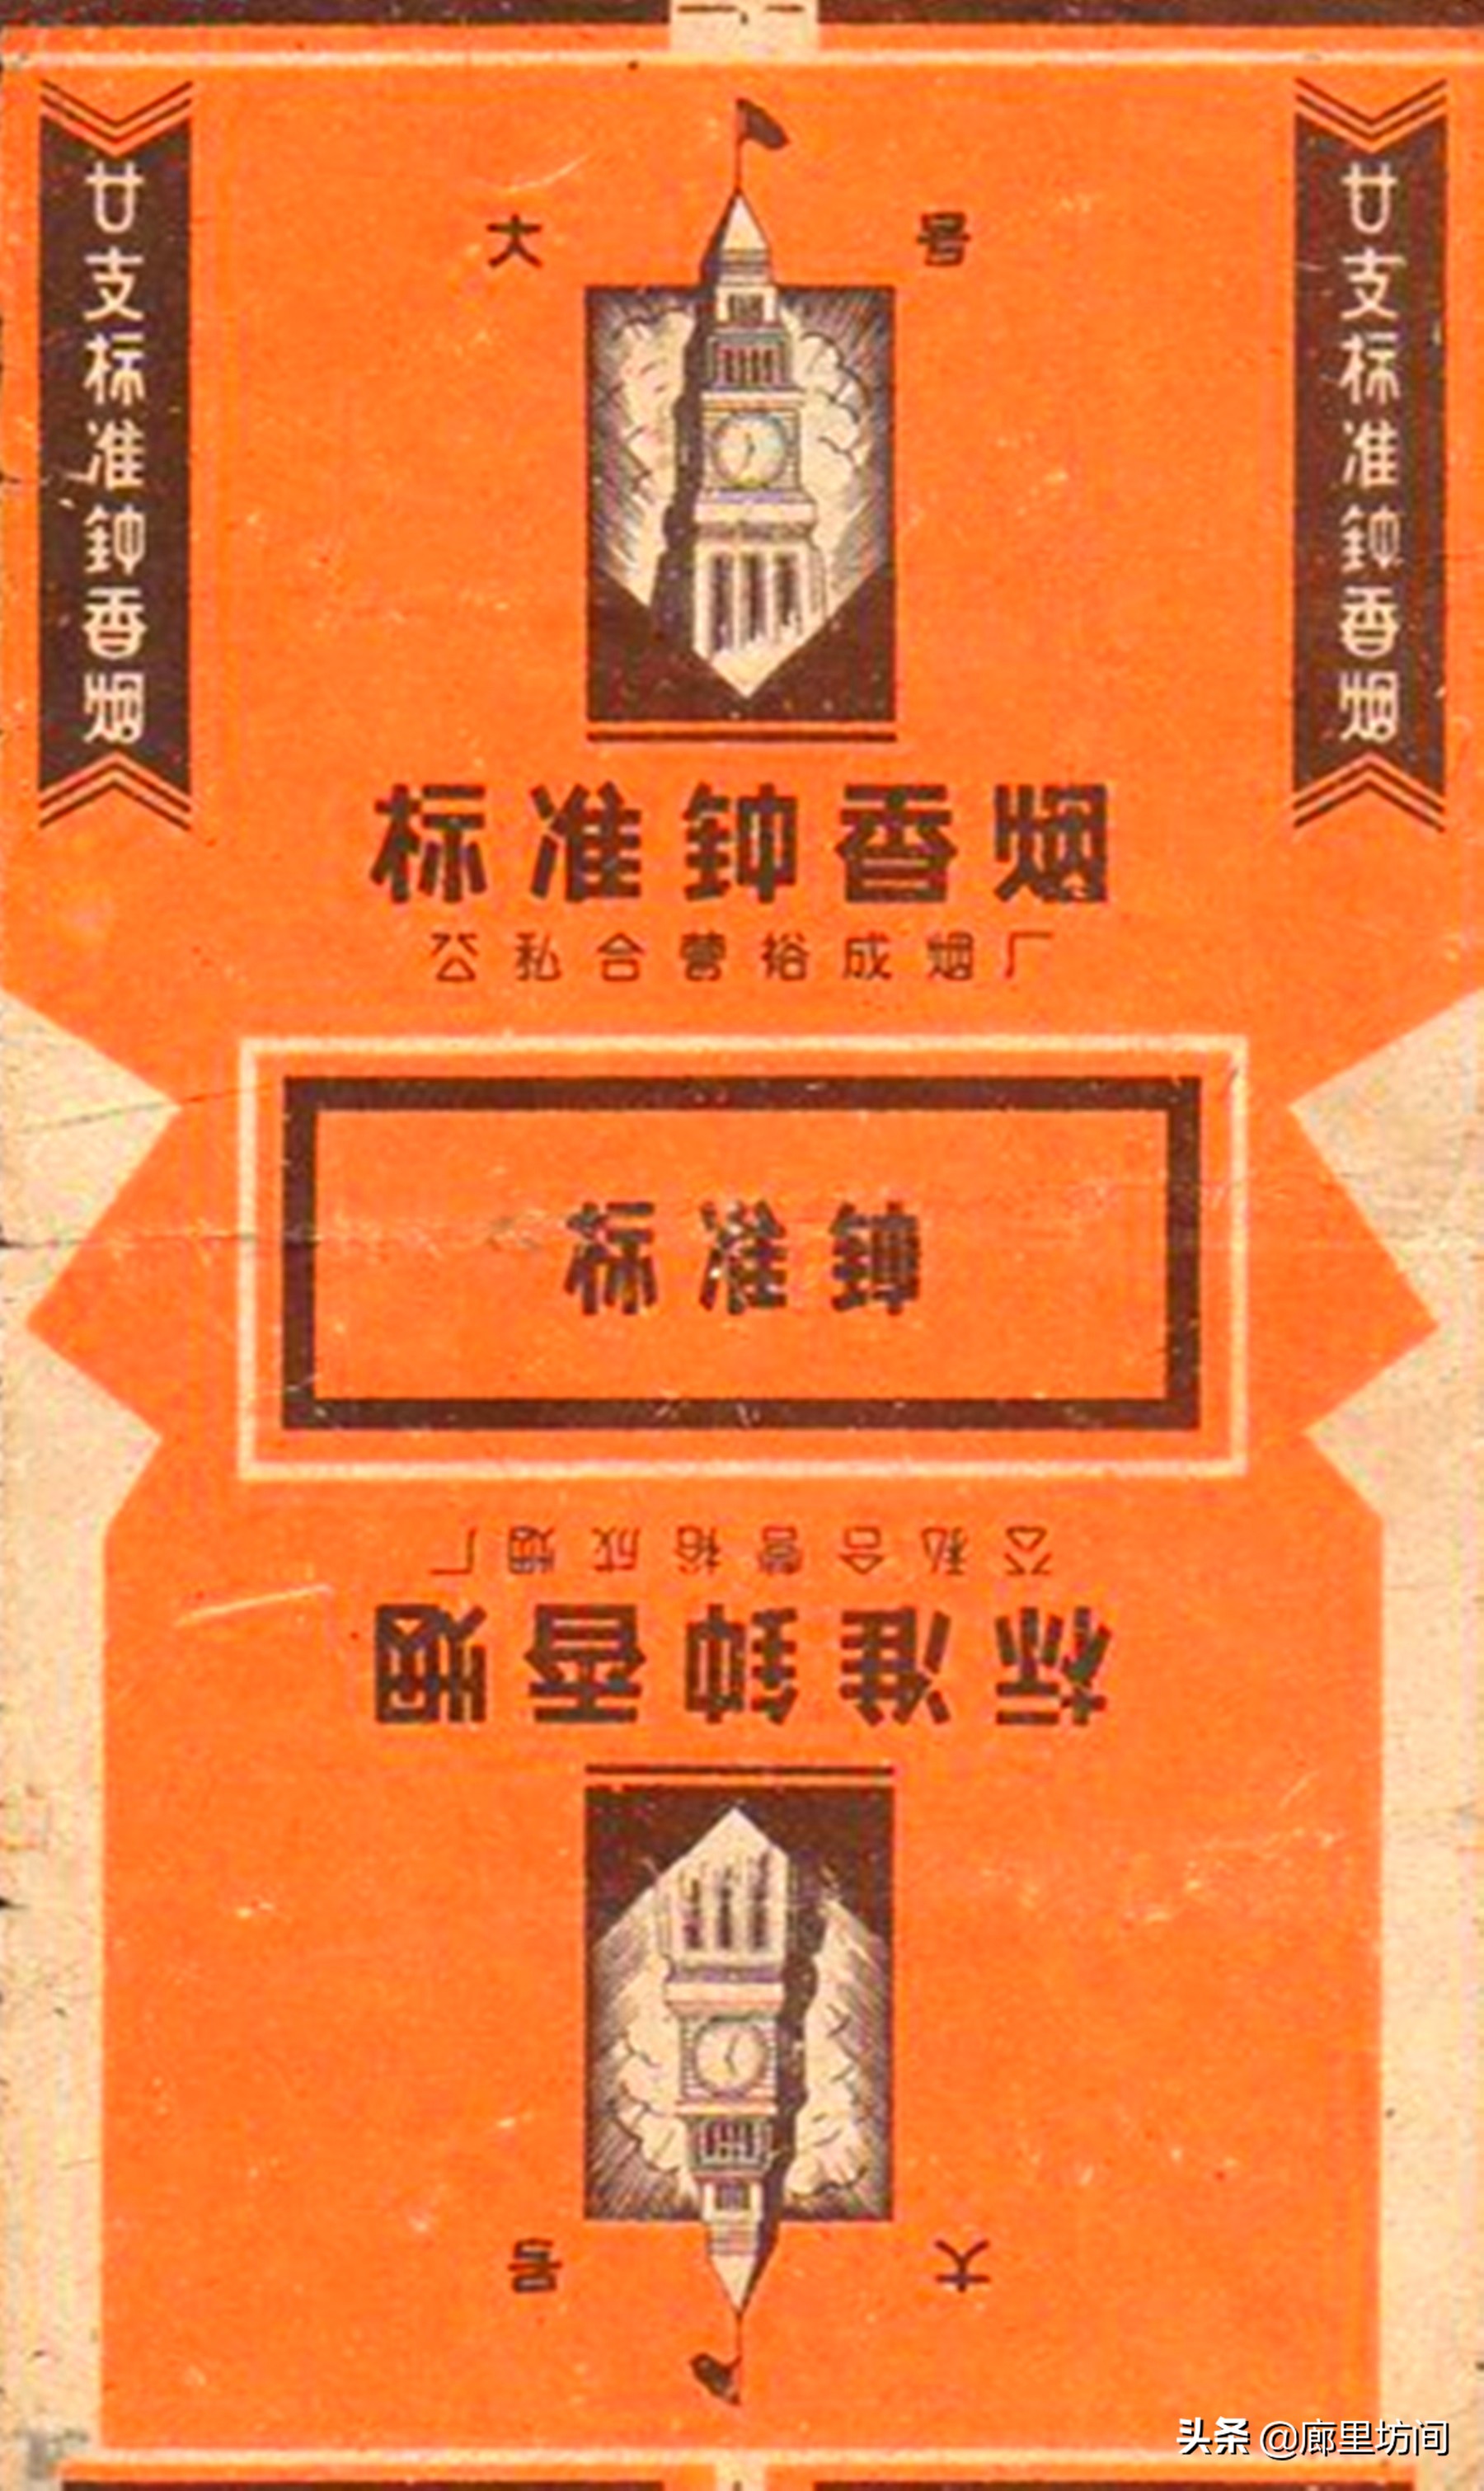 大 号
廿支标准钟香烟
廿支标准钟香烟
标准钟香烟
公私合营裕成烟厂
标准钟
公私合营裕成烟厂
标准钟香烟
大 号
头条 @廊里坊间